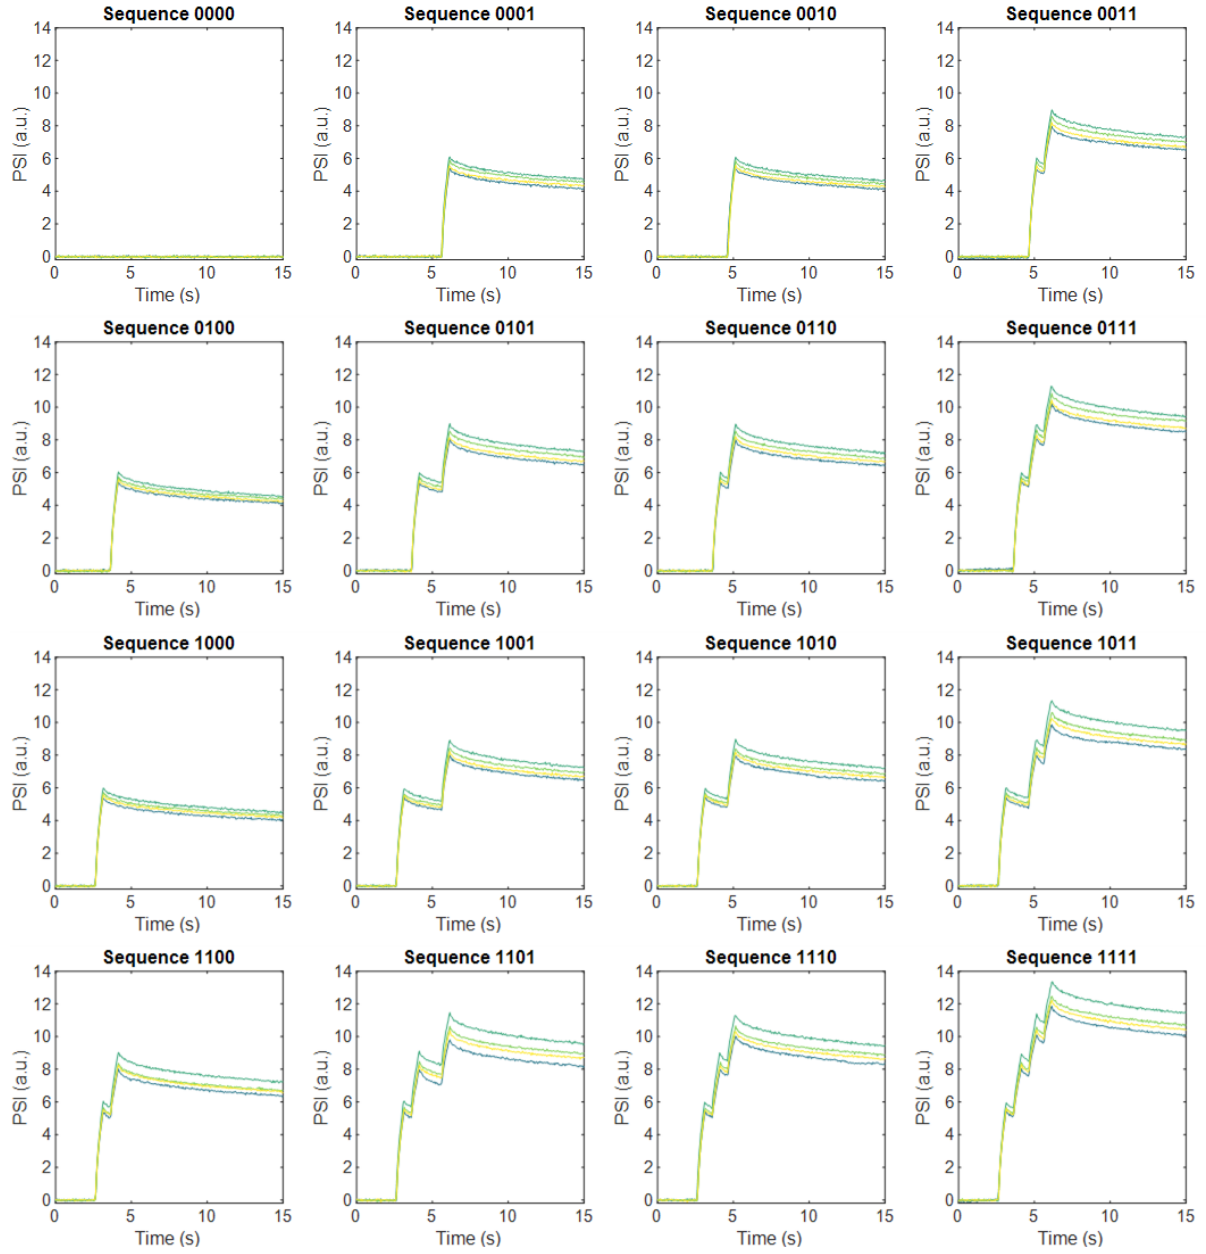 Sequence 0000
PSI (a.u.)
14
12
10
8
6
4
2
0
0 5 10 15
Time (s)
Sequence 0001
PSI (a.u.)
14
12
10
8
6
4
2
0
0 5 10 15
Time (s)
Sequence 0010
PSI (a.u.)
14
12
10
8
6
4
2
0
0 5 10 15
Time (s)
Sequence 0011
PSI (a.u.)
14
12
10
8
6
4
2
0
0 5 10 15
Time (s)
Sequence 0100
PSI (a.u.)
14
12
10
8
6
4
2
0
0 5 10 15
Time (s)
Sequence 0101
PSI (a.u.)
14
12
10
8
6
4
2
0
0 5 10 15
Time (s)
Sequence 0110
PSI (a.u.)
14
12
10
8
6
4
2
0
0 5 10 15
Time (s)
Sequence 0111
PSI (a.u.)
14
12
10
8
6
4
2
0
0 5 10 15
Time (s)
Sequence 1000
PSI (a.u.)
14
12
10
8
6
4
2
0
0 5 10 15
Time (s)
Sequence 1001
PSI (a.u.)
14
12
10
8
6
4
2
0
0 5 10 15
Time (s)
Sequence 1010
PSI (a.u.)
14
12
10
8
6
4
2
0
0 5 10 15
Time (s)
Sequence 1011
PSI (a.u.)
14
12
10
8
6
4
2
0
0 5 10 15
Time (s)
Sequence 1100
PSI (a.u.)
14
12
10
8
6
4
2
0
0 5 10 15
Time (s)
Sequence 1101
PSI (a.u.)
14
12
10
8
6
4
2
0
0 5 10 15
Time (s)
Sequence 1110
PSI (a.u.)
14
12
10
8
6
4
2
0
0 5 10 15
Time (s)
Sequence 1111
PSI (a.u.)
14
12
10
8
6
4
2
0
0 5 10 15
Time (s)